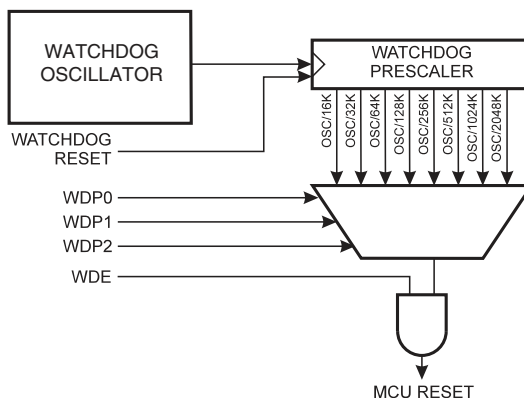 WATCHDOG
OSCILLATOR
WATCHDOG
PRESCALER
WATCHDOG
RESET
OSC/16K
OSC/32K
OSC/64K
OSC/128K
OSC/256K
OSC/512K
OSC/1024K
OSC/2048K
WDP0
WDP1
WDP2
WDE
MCU RESET